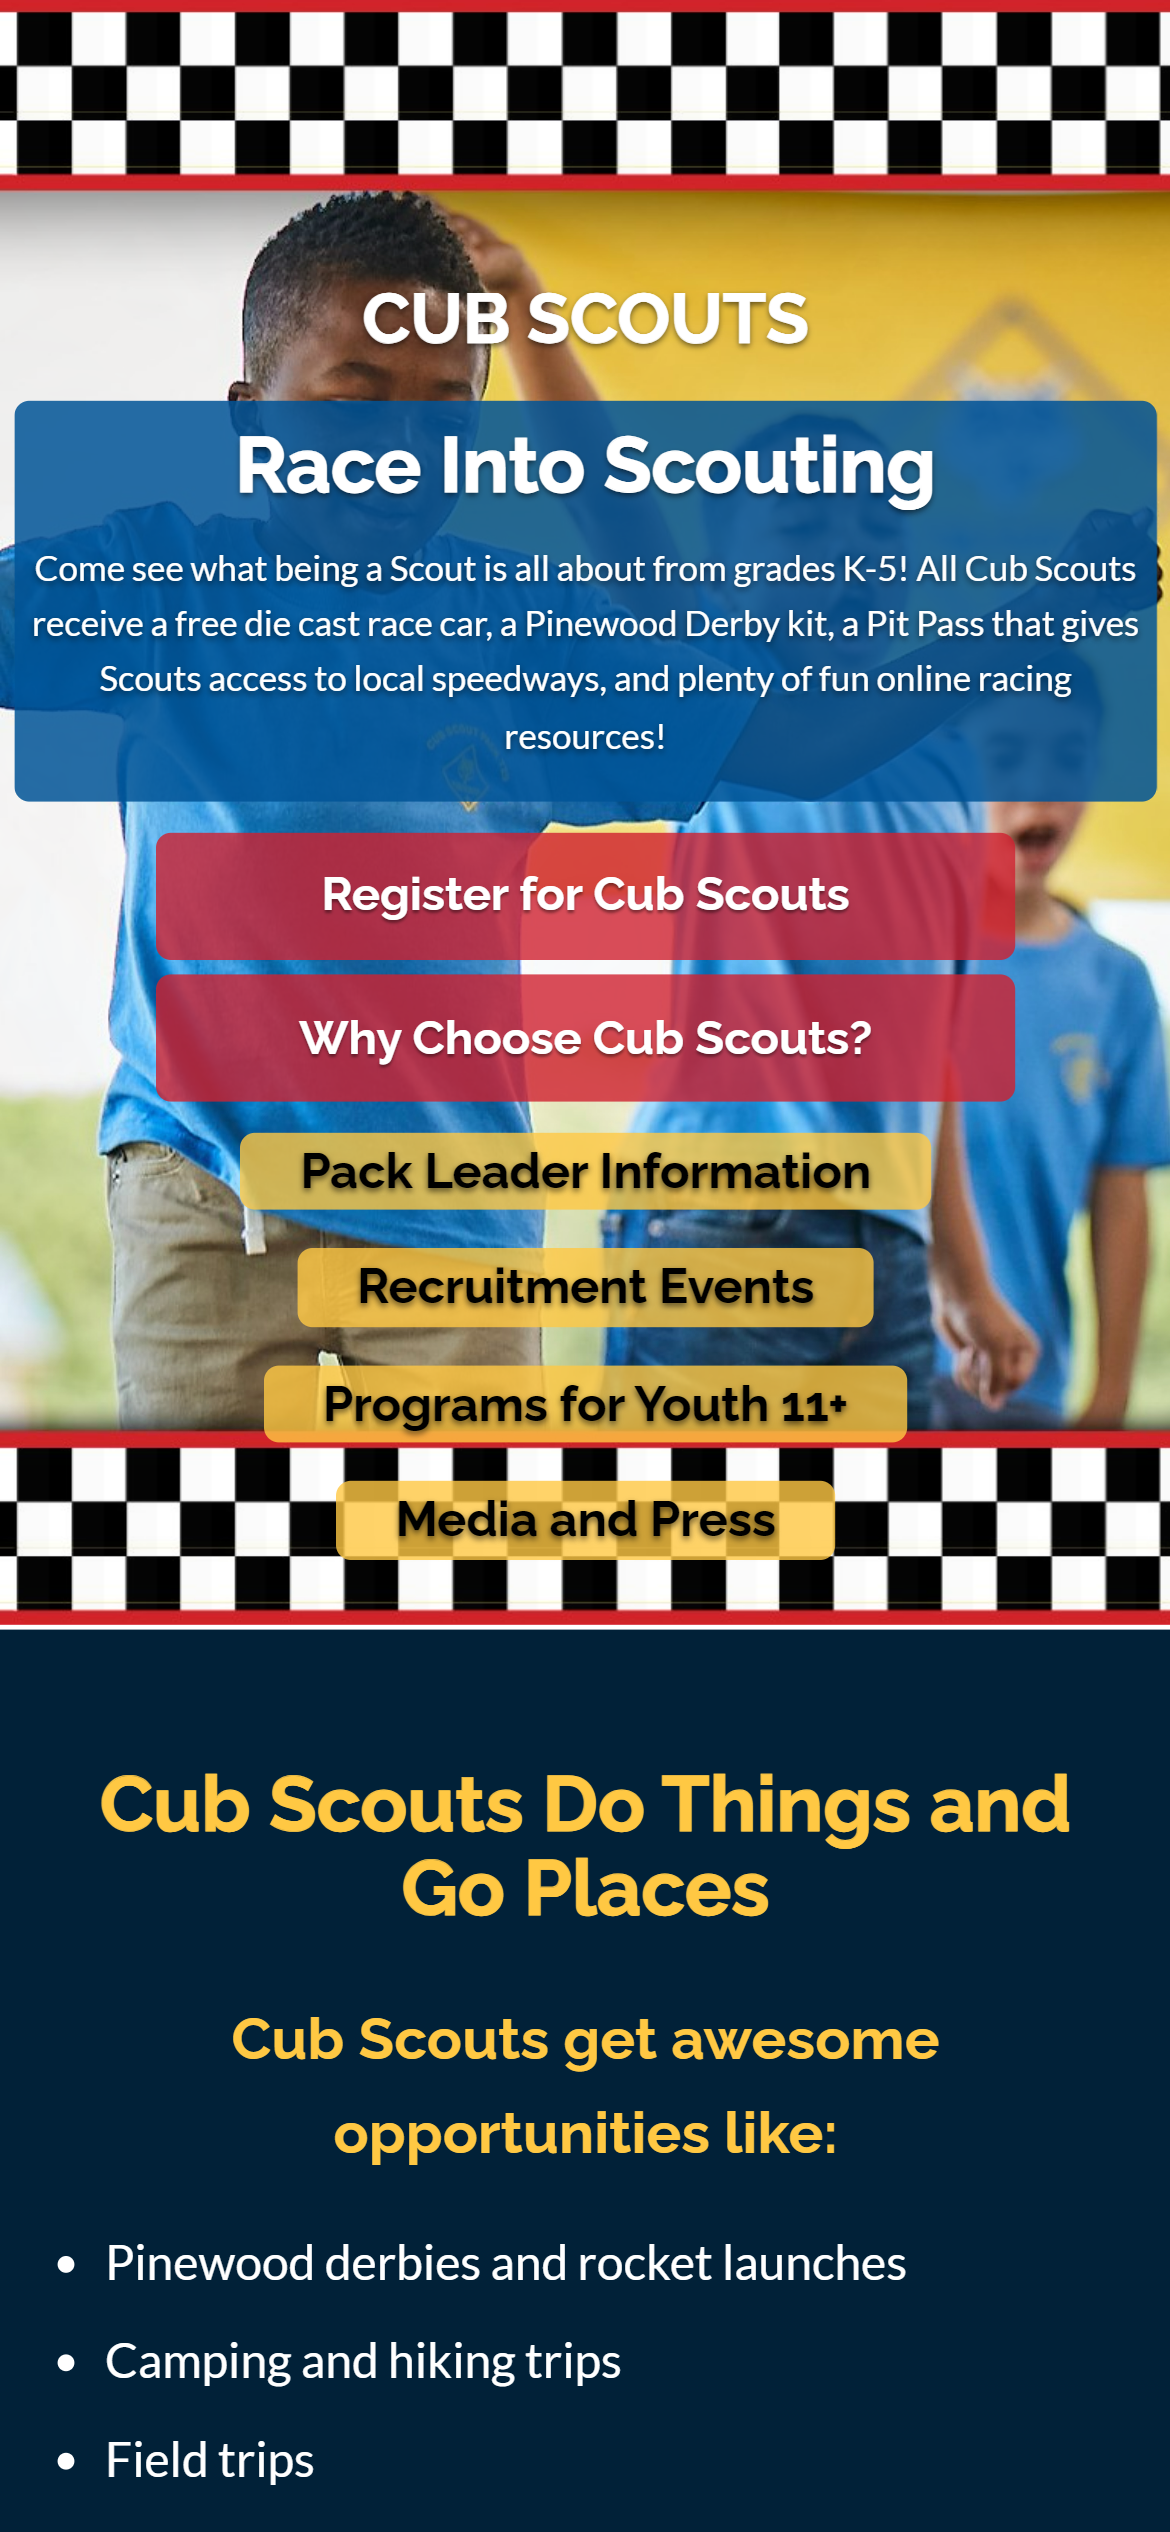 CUB SCOUTS
Race Into Scouting
Come see what being a Scout is all about from grades K-5! All Cub Scouts
receive a free die cast race car, a Pinewood Derby kit, a Pit Pass that gives
Scouts access to local speedways, and plenty of fun online racing
resources!
Register for Cub Scouts
Why Choose Cub Scouts?
Pack Leader Information
Recruitment Events
Programs for Youth 11+
Media and Press
Cub Scouts Do Things and
Go Places
Cub Scouts get awesome
opportunities like:
• Pinewood derbies and rocket launches
• Camping and hiking trips
• Field trips